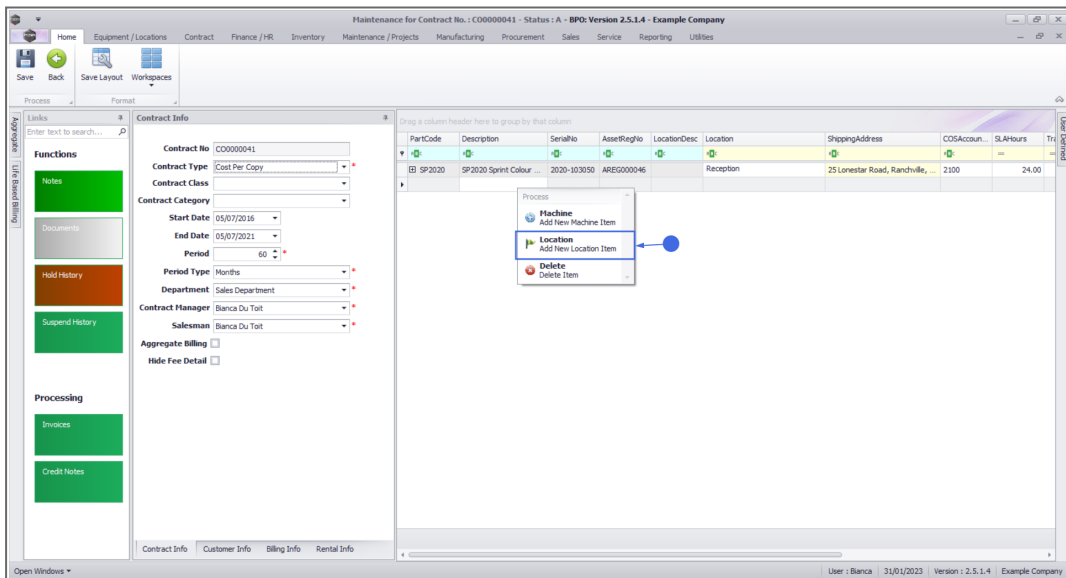 Maintenance for Contract No. : CO0000041 - Status : A - BPO: Version 2.5.1.4 - Example Company
Home Equipment / Locations Contract Finance / HR Inventory Maintenance / Projects Manufacturing Procurement Sales Service Reporting Utilities
Save Back Save Layout Workspaces
Process Format
Aggregate
Life Based Billing
Links
Enter text to search...
Functions
Notes
Documents
Hold History
Suspend History
Processing
Invoices
Credit Notes
Contract Info
Contract No CO0000041
Contract Type Cost Per Copy *
Contract Class
Contract Category
Start Date 05/07/2016
End Date 05/07/2021
Period 60 *
Period Type Months *
Department Sales Department *
Contract Manager Bianca Du Toit *
Salesman Bianca Du Toit *
Aggregate Billing
Hide Fee Detail
Contract Info Customer Info Billing Info Rental Info
Drag a column header here to group by that column
PartCode Description SerialNo AssetRegNo LocationDesc Location ShippingAddress COSAccoun... SLAHours Tra
SP2020 SP2020 Sprint Colour ... 2020-103050 AREG000046 Reception 25 Lonestar Road, Ranchville, ... 2100 24.00
Process
Machine
Add New Machine Item
Location
Add New Location Item
Delete
Delete Item
User Defined
Open Windows
User : Bianca 31/01/2023 Version : 2.5.1.4 Example Company